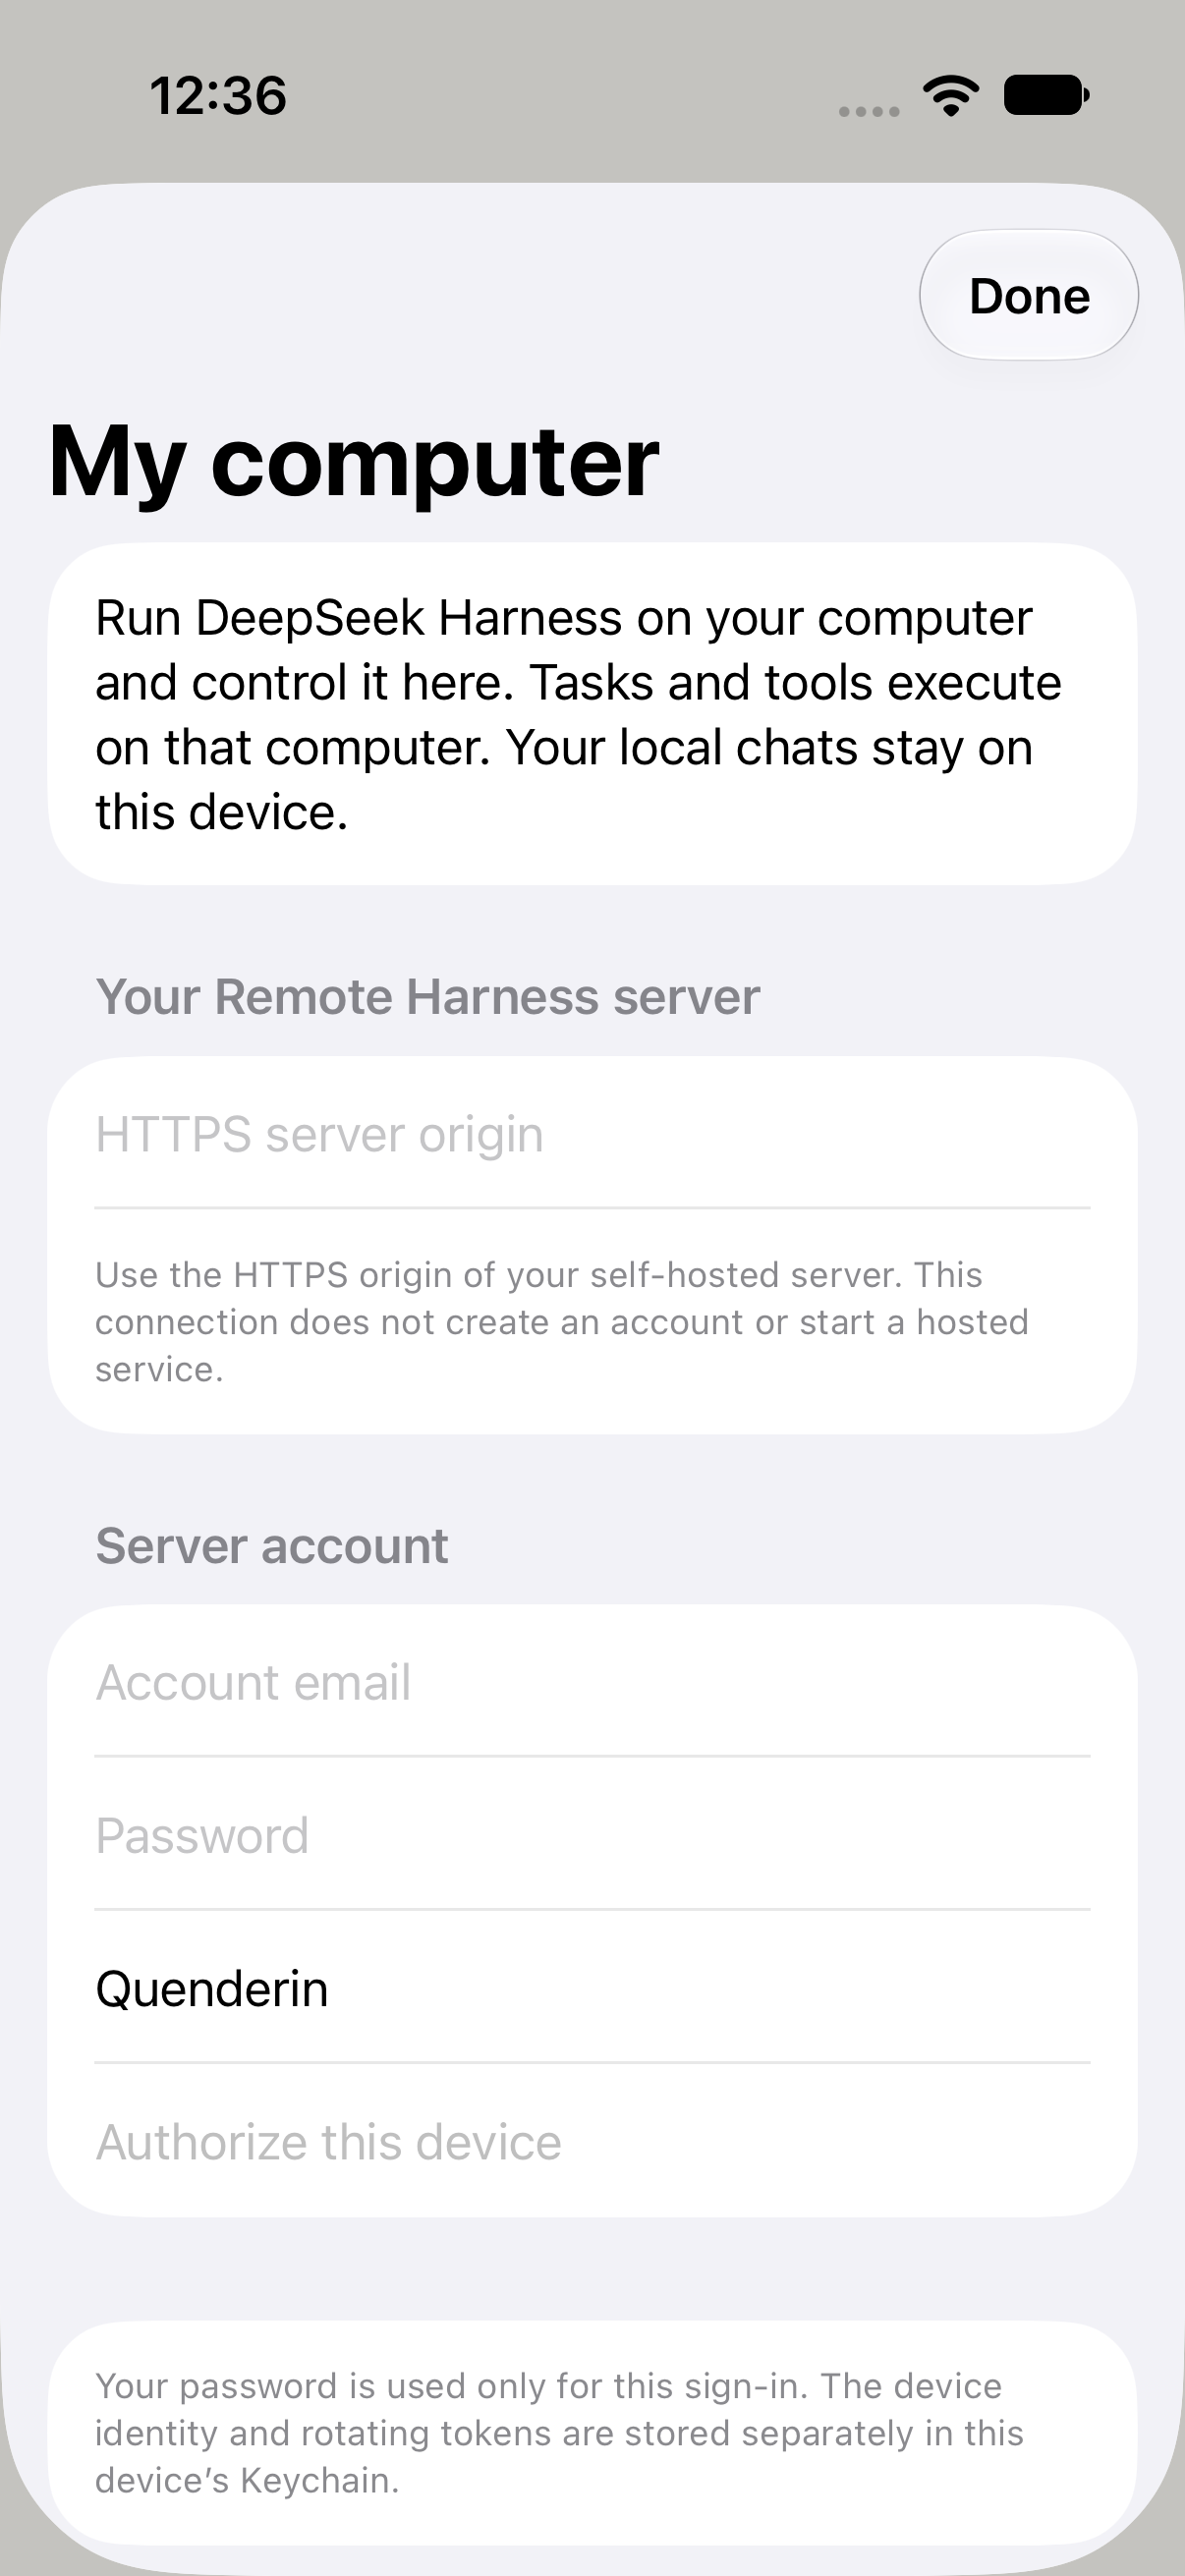 12:36
Done
My computer
Run DeepSeek Harness on your computer
and control it here. Tasks and tools execute
on that computer. Your local chats stay on
this device.
Your Remote Harness server
HTTPS server origin
Use the HTTPS origin of your self-hosted server. This
connection does not create an account or start a hosted
service.
Server account
Account email
Password
Quenderin
Authorize this device
Your password is used only for this sign-in. The device
identity and rotating tokens are stored separately in this
device’s Keychain.